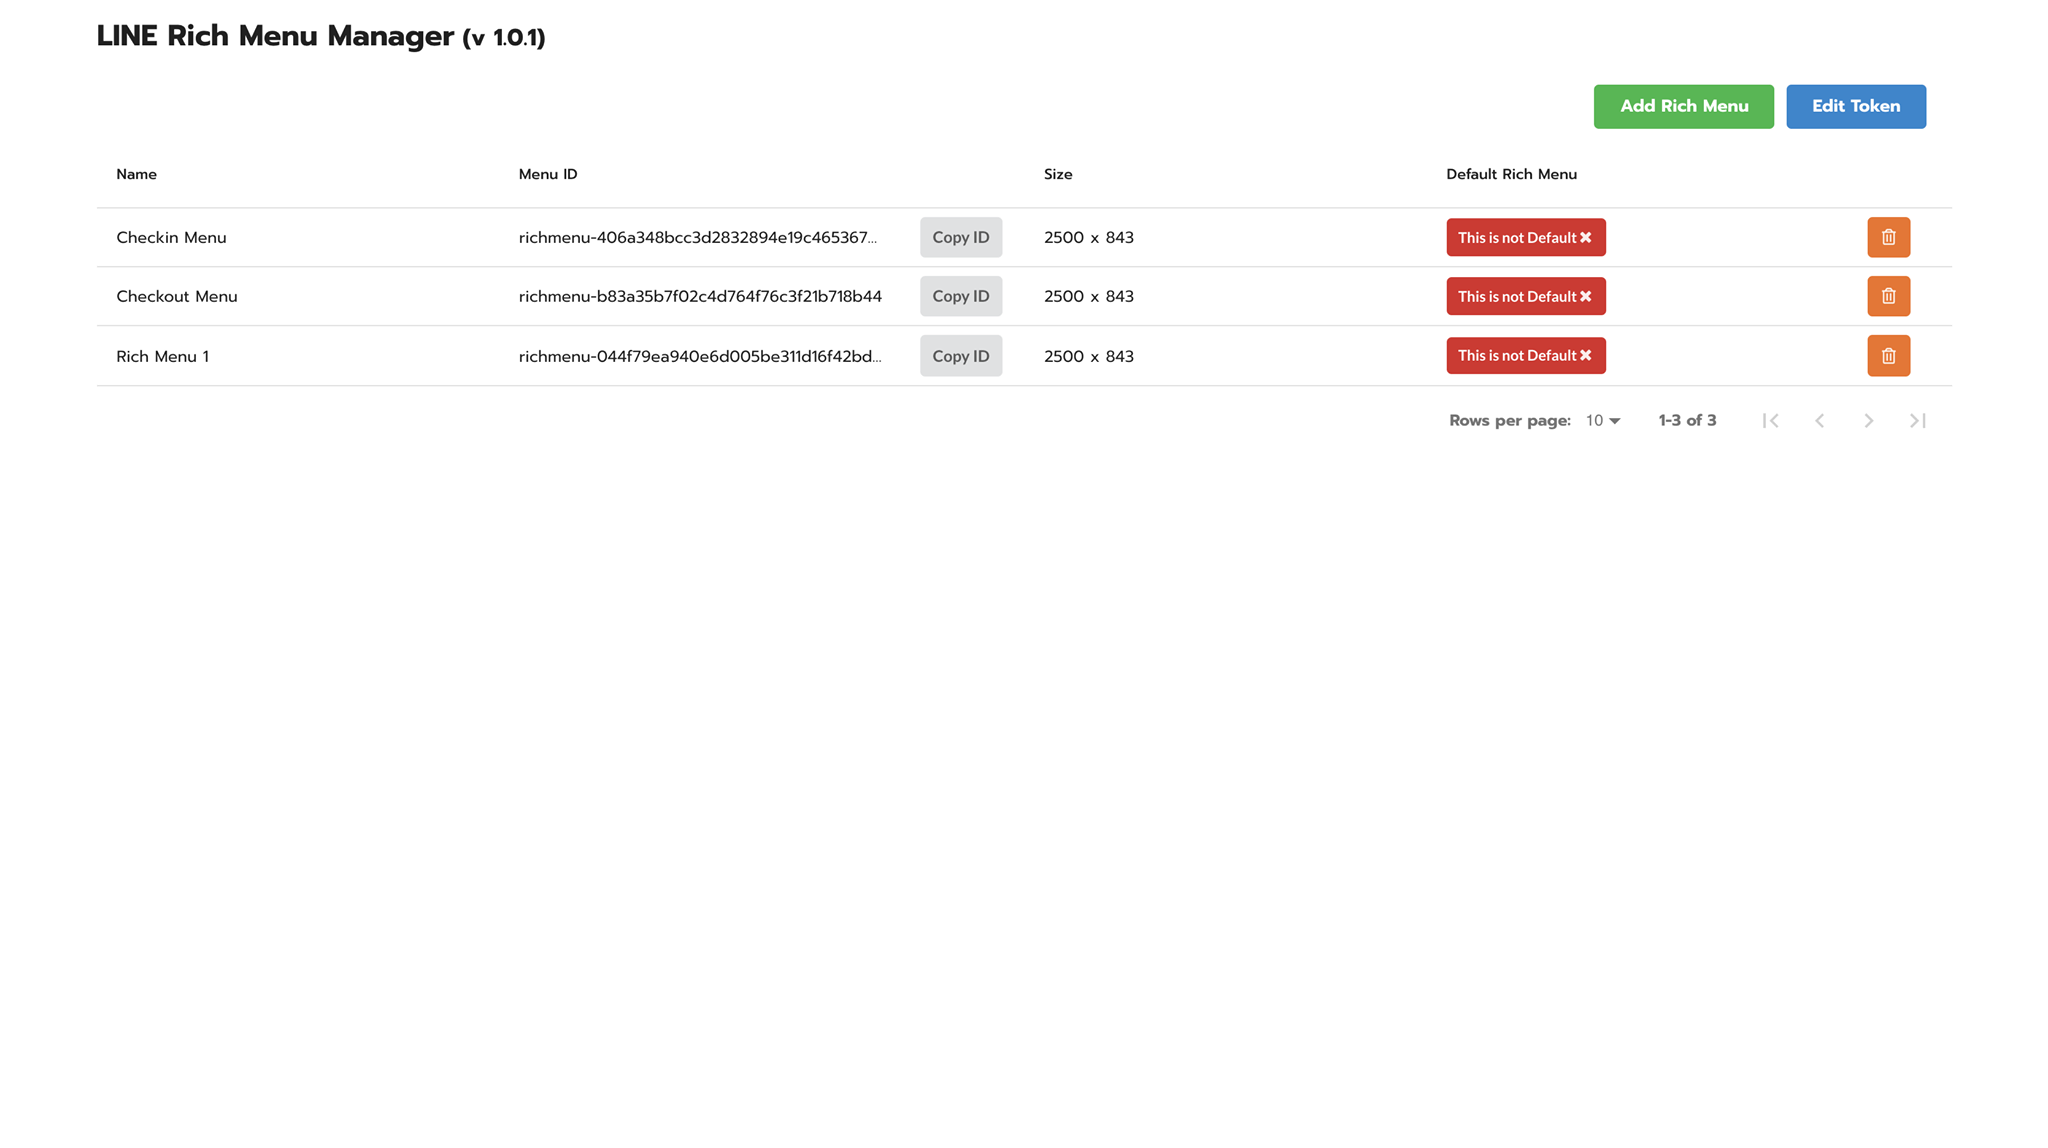 LINE Rich Menu Manager (v 1.0.1)
Add Rich Menu Edit Token
Name Menu ID Size Default Rich Menu
Checkin Menu richmenu-406a348bcc3d2832894e19c465367... Copy ID 2500 x 843 This is not Default ✖
Checkout Menu richmenu-b83a35b7f02c4d764f76c3f21b718b44 Copy ID 2500 x 843 This is not Default ✖
Rich Menu 1 richmenu-044f79ea940e6d005be311d16f42bd... Copy ID 2500 x 843 This is not Default ✖
Rows per page: 10 1-3 of 3